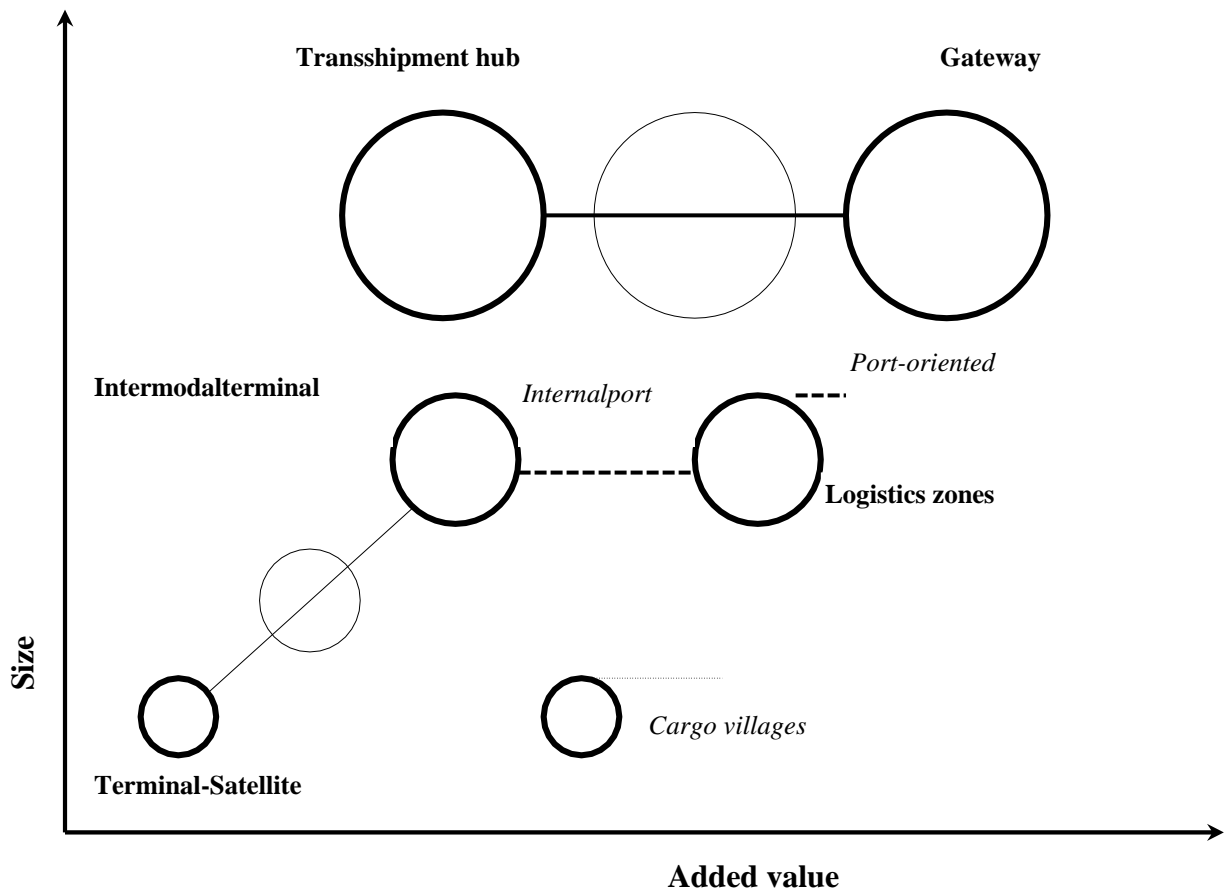 Transshipment hub
Gateway
Port-oriented
Intermodalterminal
Internalport
Logistics zones
Size
Cargo villages
Terminal-Satellite
Added value